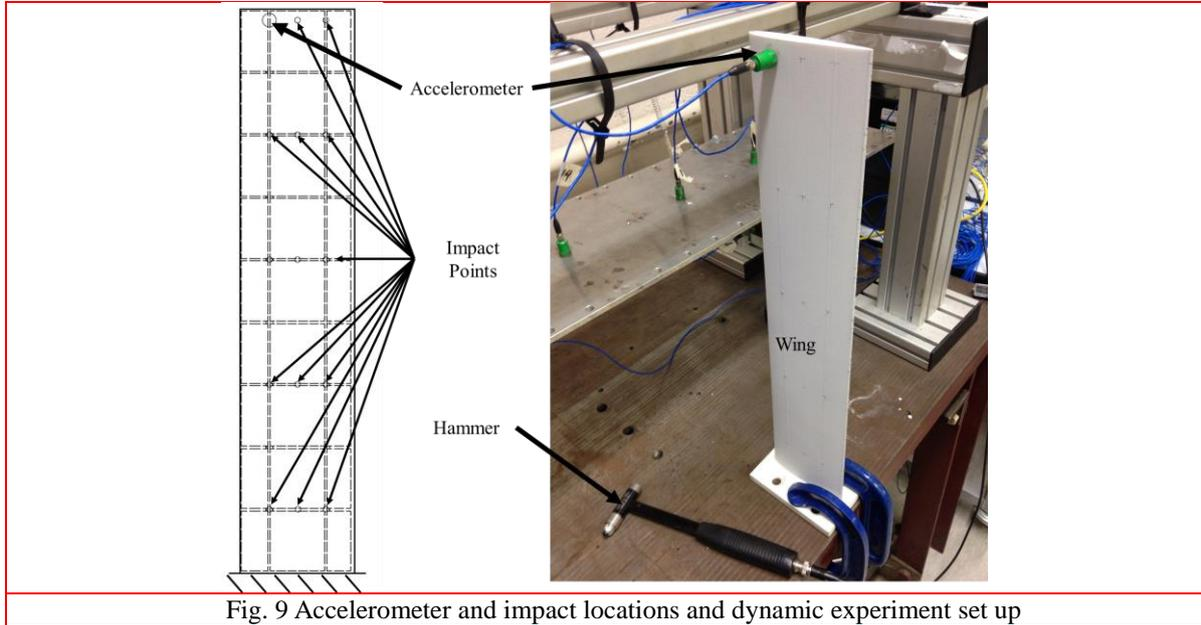 Accelerometer
Impact
Points
Wing
Hammer
Fig. 9 Accelerometer and impact locations and dynamic experiment set up